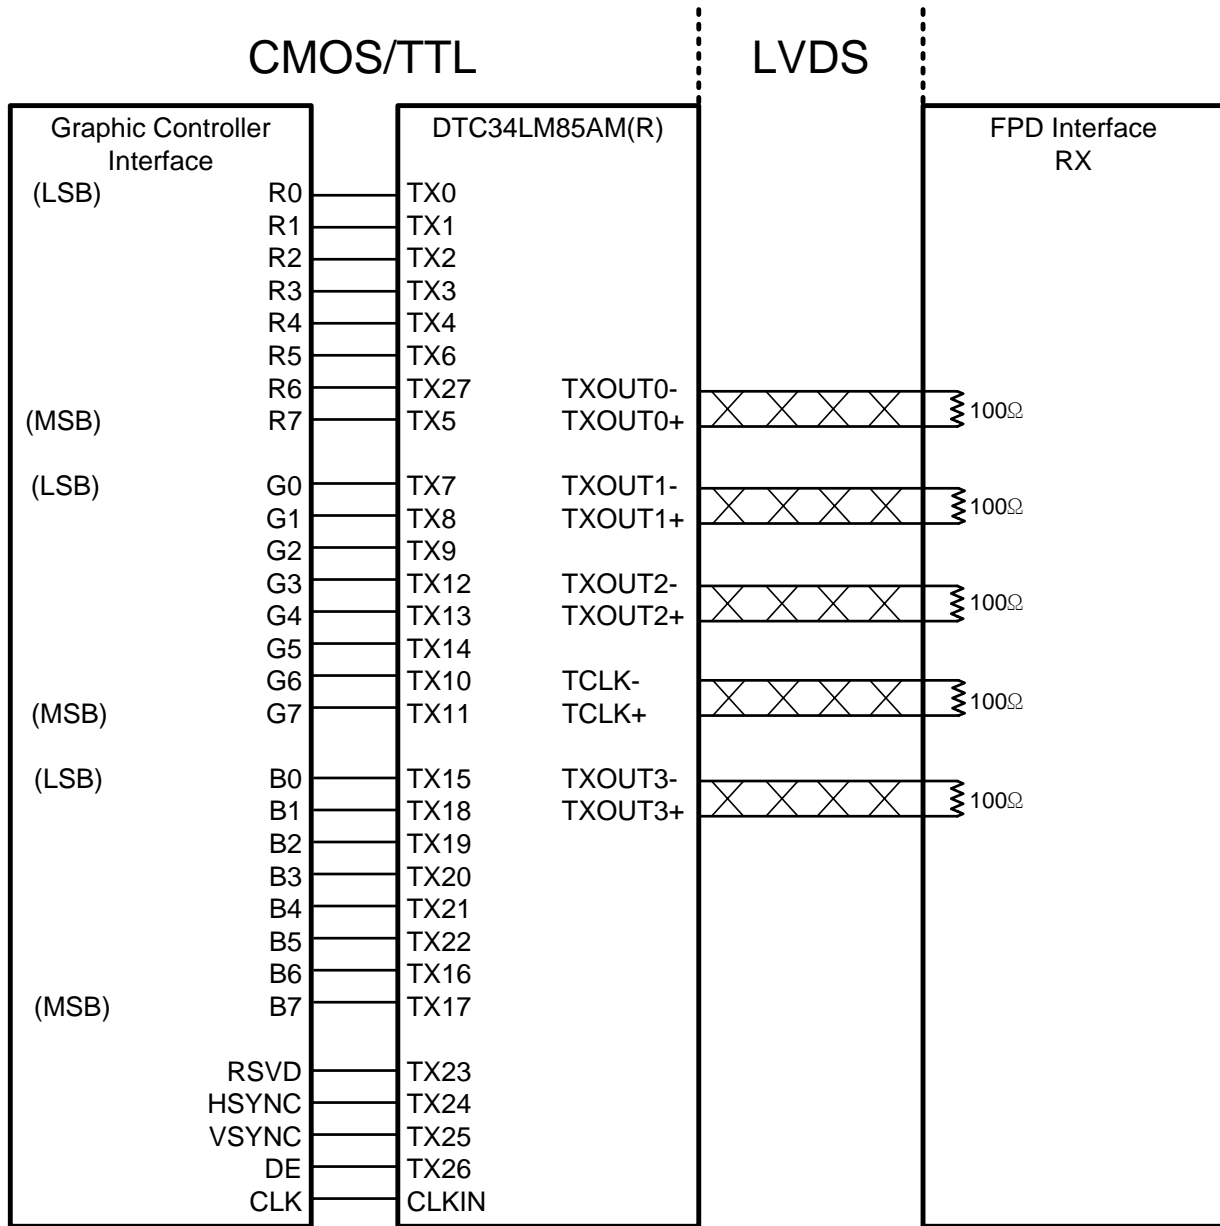 CMOS/TTL LVDS
Graphic Controller Interface
DTC34LM85AM(R)
FPD Interface
RX
(LSB) R0 TX0
R1 TX1
R2 TX2
R3 TX3
R4 TX4
R5 TX6
R6 TX27 TXOUT0-
(MSB) R7 TX5 TXOUT0+ 100Ω
(LSB) G0 TX7 TXOUT1-
G1 TX8 TXOUT1+ 100Ω
G2 TX9
G3 TX12 TXOUT2-
G4 TX13 TXOUT2+ 100Ω
G5 TX14
G6 TX10 TCLK-
(MSB) G7 TX11 TCLK+ 100Ω
(LSB) B0 TX15 TXOUT3-
B1 TX18 TXOUT3+ 100Ω
B2 TX19
B3 TX20
B4 TX21
B5 TX22
B6 TX16
(MSB) B7 TX17
RSVD TX23
HSYNC TX24
VSYNC TX25
DE TX26
CLK CLKIN